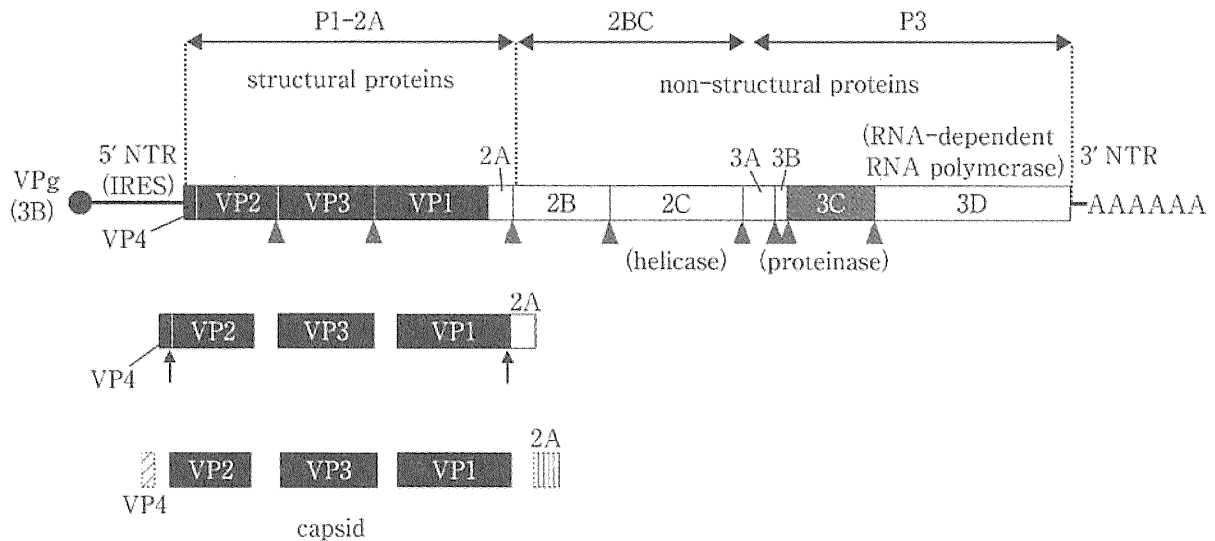 P1-2A 2BC P3
structural proteins non-structural proteins
(RNA-dependent
RNA polymerase)
5′ NTR
(IRES)
2A
3A 3B
3′ NTR
VPg
(3B)
VP2 VP3 VP1 2B 2C 3C 3D
AAAAAA
VP4
(helicase) (proteinase)
2A
VP2 VP3 VP1
VP4
2A
VP2 VP3 VP1
VP4
capsid